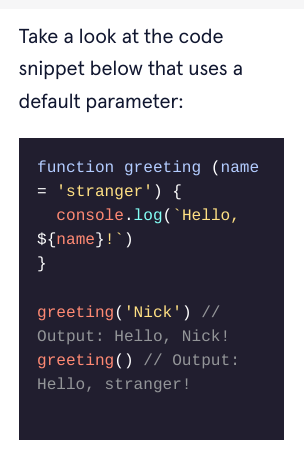 Take a look at the code
snippet below that uses a
default parameter:
function greeting (name
= 'stranger') {
  console.log(`Hello,
${name}!`)
}
greeting('Nick') //
Output: Hello, Nick!
greeting() // Output:
Hello, stranger!